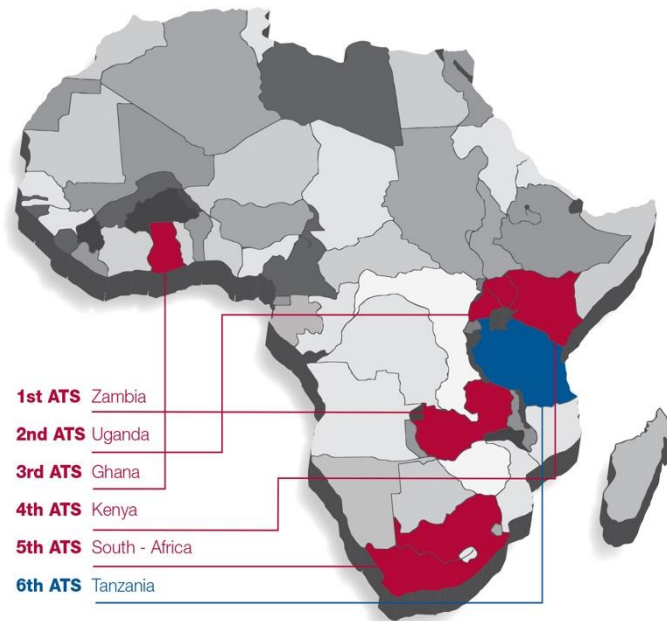 1st ATS Zambia
2nd ATS Uganda
3rd ATS Ghana
4th ATS Kenya
5th ATS South - Africa
6th ATS Tanzania